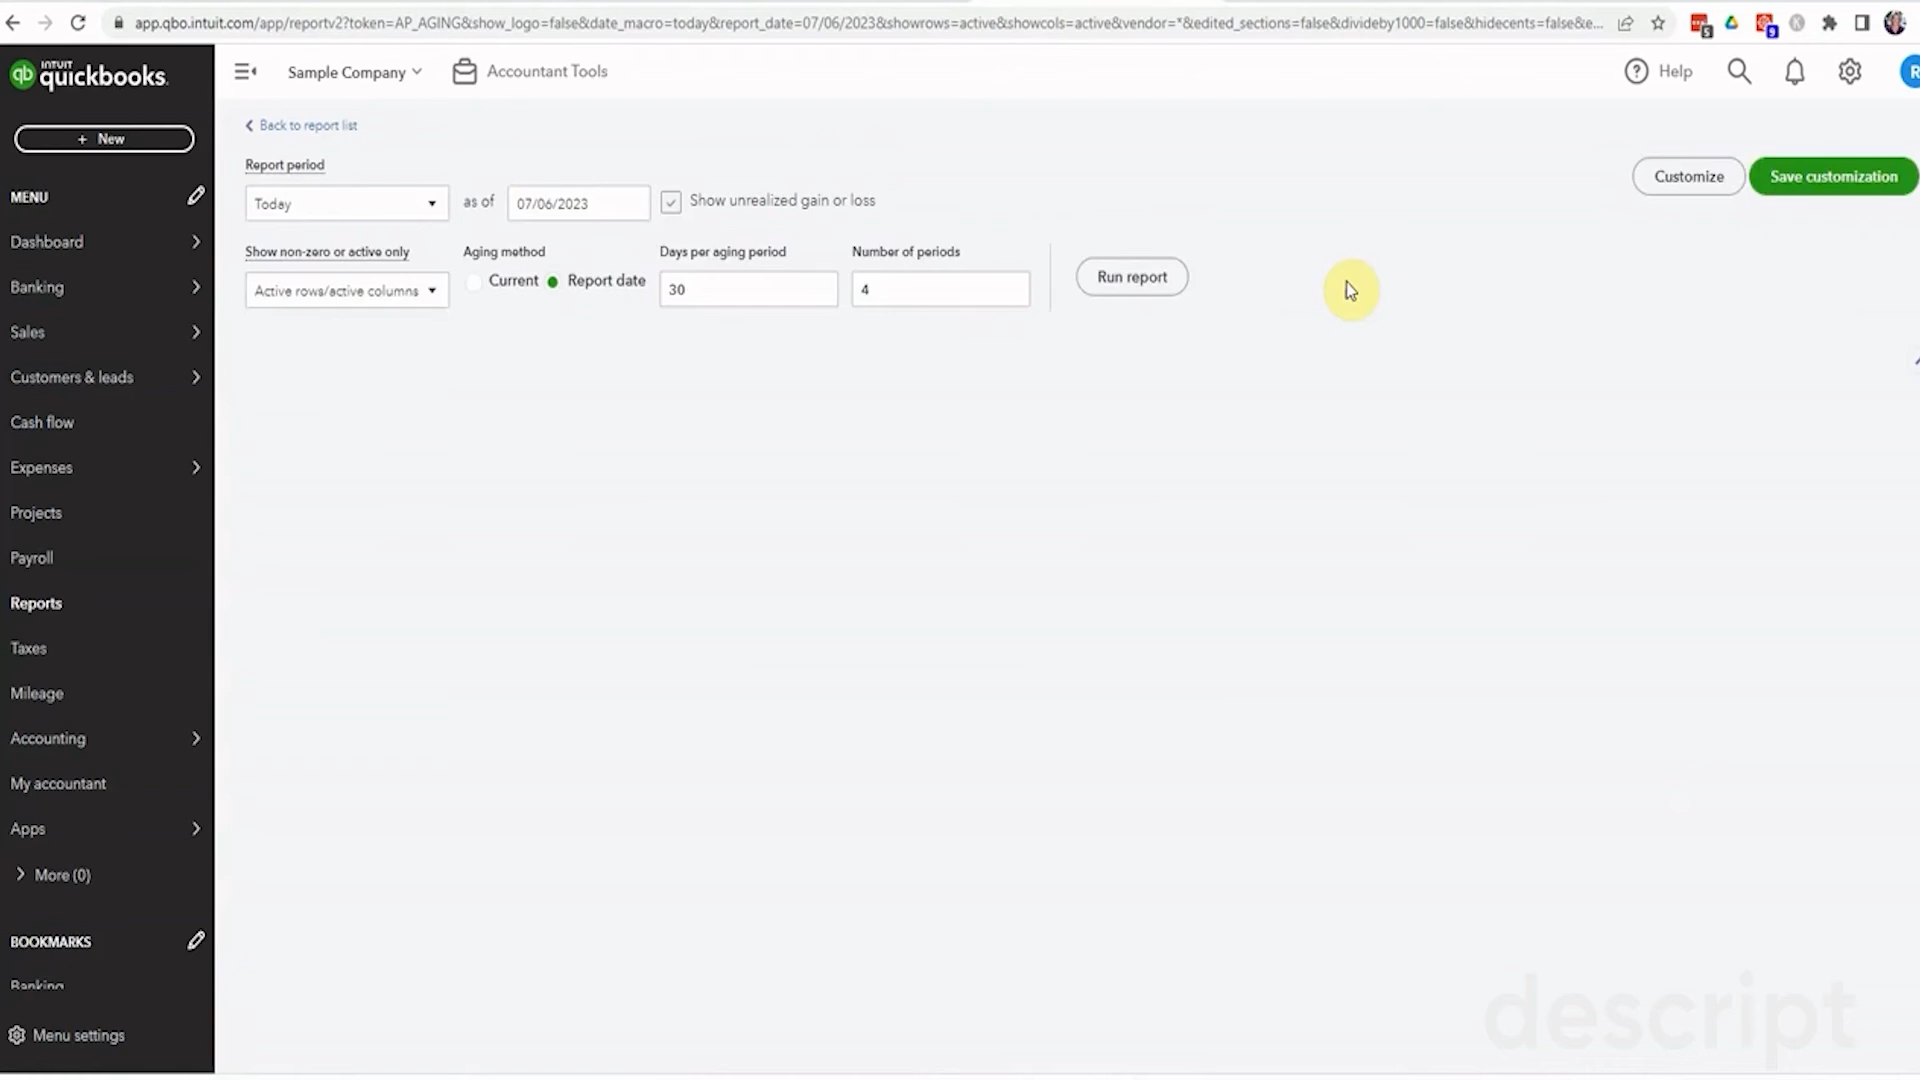 app.qbo.intuit.com/app/reportv2?token=AP_AGING&show_logo=false&date_macro=today&report_date=07/06/2023&showrows=active&showcols=active&vendor=*&edited_sections=false&divideby1000=false&hidecents=false&e...
5
9
INTUIT
qb quickbooks.
Sample Company
Accountant Tools
Help
R
+ New
Back to report list
Report period
Customize
Save customization
Today
as of
07/06/2023
Show unrealized gain or loss
Show non-zero or active only
Aging method
Days per aging period
Number of periods
Active rows/active columns
Current
Report date
30
4
Run report
MENU
Dashboard
Banking
Sales
Customers & leads
Cash flow
Expenses
Projects
Payroll
Reports
Taxes
Mileage
Accounting
My accountant
Apps
More (0)
BOOKMARKS
Banking
Menu settings
descript